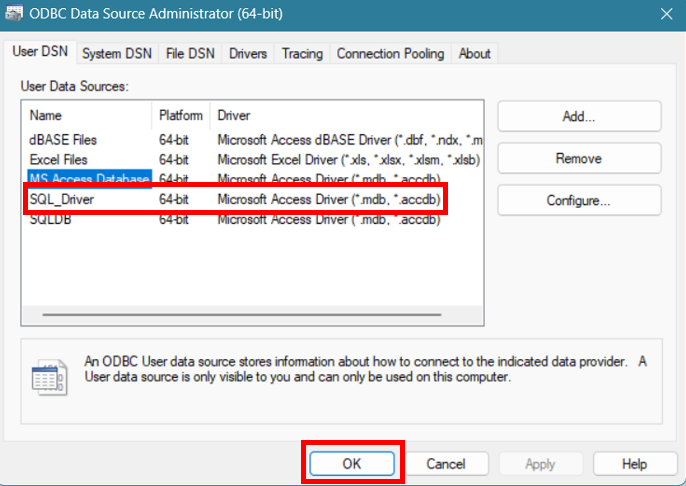 ODBC Data Source Administrator (64-bit)
User DSN System DSN File DSN Drivers Tracing Connection Pooling About
User Data Sources:
Name Platform Driver
dBASE Files 64-bit Microsoft Access dBASE Driver (*.dbf, *.ndx, *.m
Excel Files 64-bit Microsoft Excel Driver (*.xls, *.xlsx, *.xlsm, *.xlsb)
MS Access Database 64-bit Microsoft Access Driver (*.mdb, *.accdb)
SQL_Driver 64-bit Microsoft Access Driver (*.mdb, *.accdb)
SQLDB 64-bit Microsoft Access Driver (*.mdb, *.accdb)
Add...
Remove
Configure...
An ODBC User data source stores information about how to connect to the indicated data provider. A
User data source is only visible to you and can only be used on this computer.
OK Cancel Apply Help